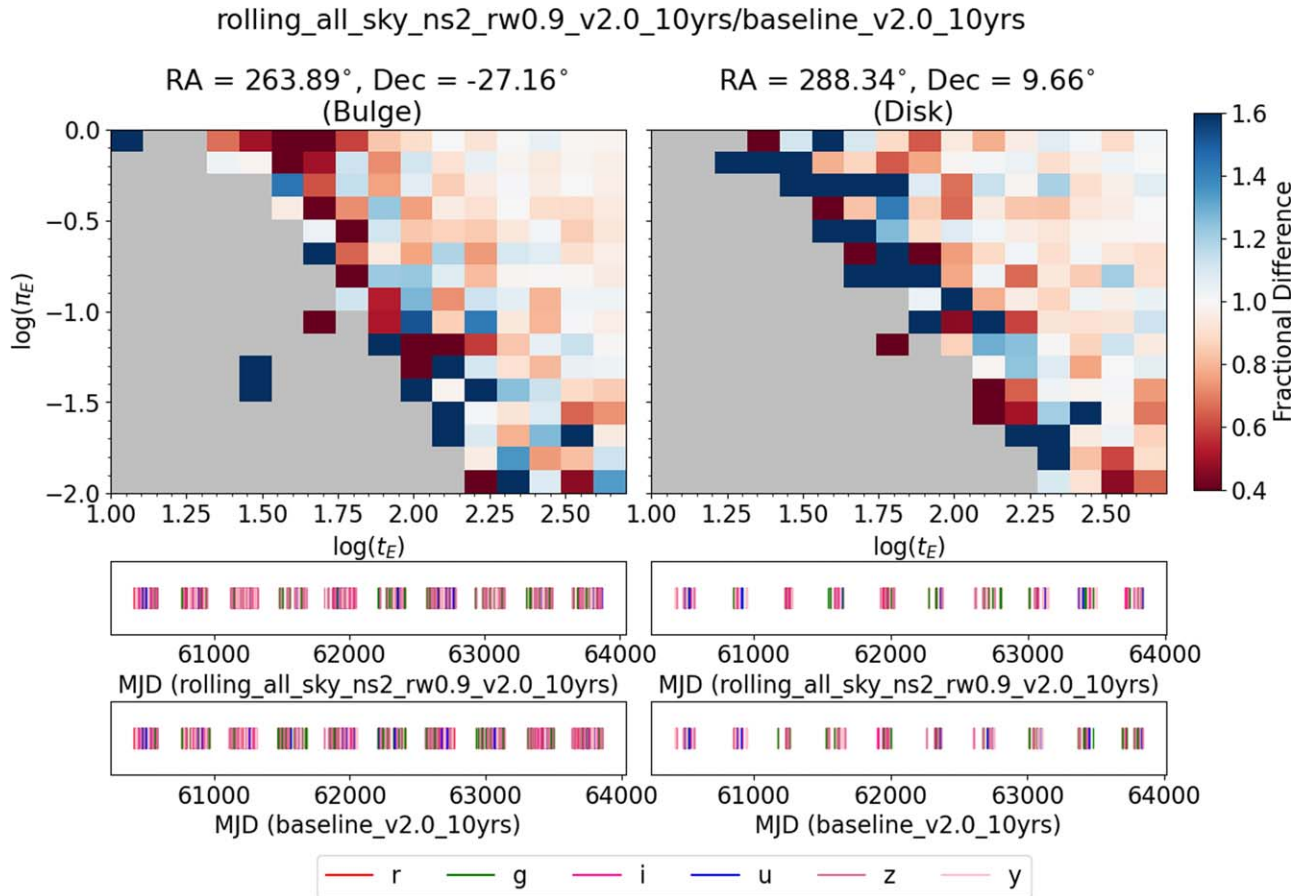 rolling_all_sky_ns2_rw0.9_v2.0_10yrs/baseline_v2.0_10yrs
RA = 263.89°, Dec = -27.16°
(Bulge)
RA = 288.34°, Dec = 9.66°
(Disk)
0.0
−0.5
−1.0
−1.5
−2.0
log(π_E)
1.00 1.25 1.50 1.75 2.00 2.25 2.50
log(t_E)
1.00 1.25 1.50 1.75 2.00 2.25 2.50
log(t_E)
1.6
1.4
1.2
1.0
0.8
0.6
0.4
Fractional Difference
61000 62000 63000 64000
MJD (rolling_all_sky_ns2_rw0.9_v2.0_10yrs)
61000 62000 63000 64000
MJD (rolling_all_sky_ns2_rw0.9_v2.0_10yrs)
61000 62000 63000 64000
MJD (baseline_v2.0_10yrs)
61000 62000 63000 64000
MJD (baseline_v2.0_10yrs)
r g i u z y